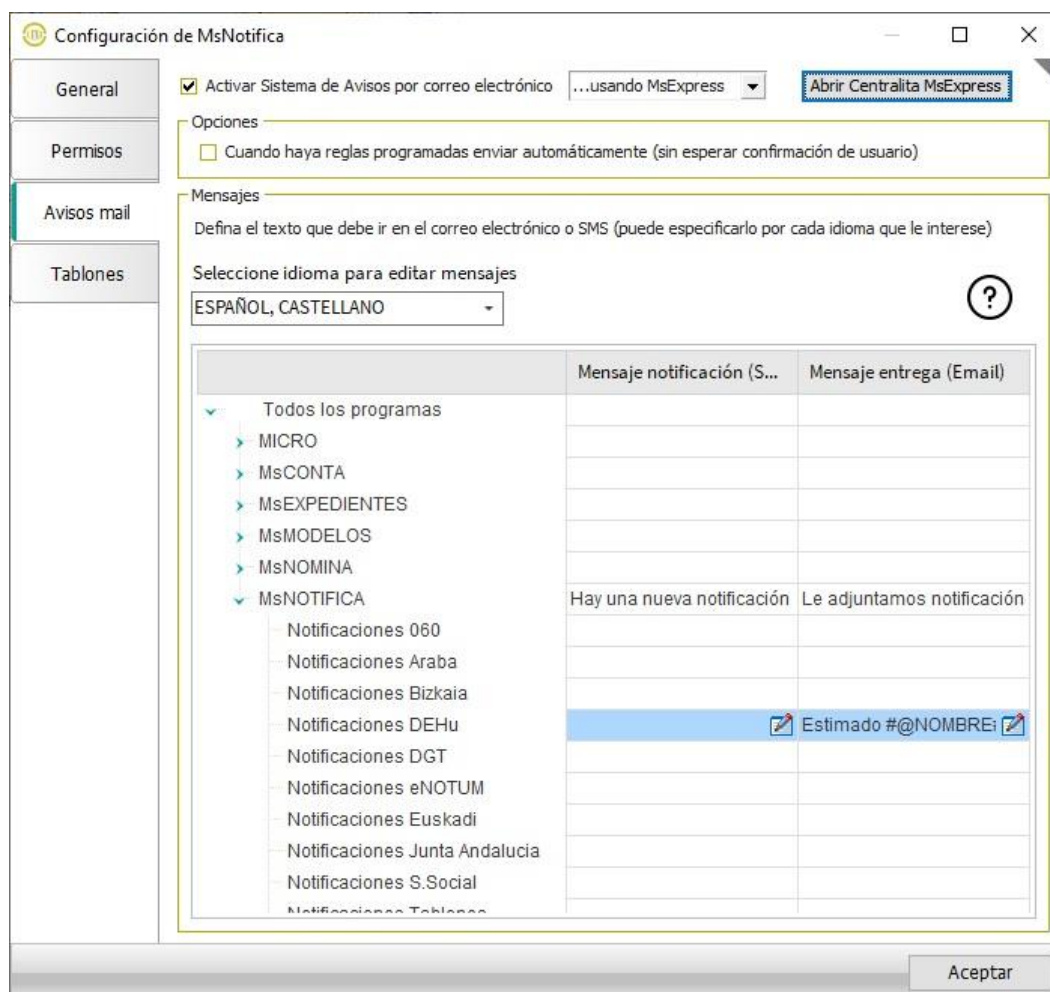 Configuración de MsNotifica
General
Permisos
Avisos mail
Tablones
Activar Sistema de Avisos por correo electrónico ...usando MsExpress Abrir Centralita MsExpress
Opciones
Cuando haya reglas programadas enviar automáticamente (sin esperar confirmación de usuario)
Mensajes
Defina el texto que debe ir en el correo electrónico o SMS (puede especificarlo por cada idioma que le interese)
Seleccione idioma para editar mensajes
ESPAÑOL, CASTELLANO
?
Mensaje notificación (S... Mensaje entrega (Email)
Todos los programas
MICRO
MsCONTA
MsEXPEDIENTES
MsMODELOS
MsNOMINA
MsNOTIFICA Hay una nueva notificación Le adjuntamos notificación
Notificaciones 060
Notificaciones Araba
Notificaciones Bizkaia
Notificaciones DEHu Estimado #@NOMBRE
Notificaciones DGT
Notificaciones eNOTUM
Notificaciones Euskadi
Notificaciones Junta Andalucia
Notificaciones S.Social
Notificaciones Tablones
Aceptar